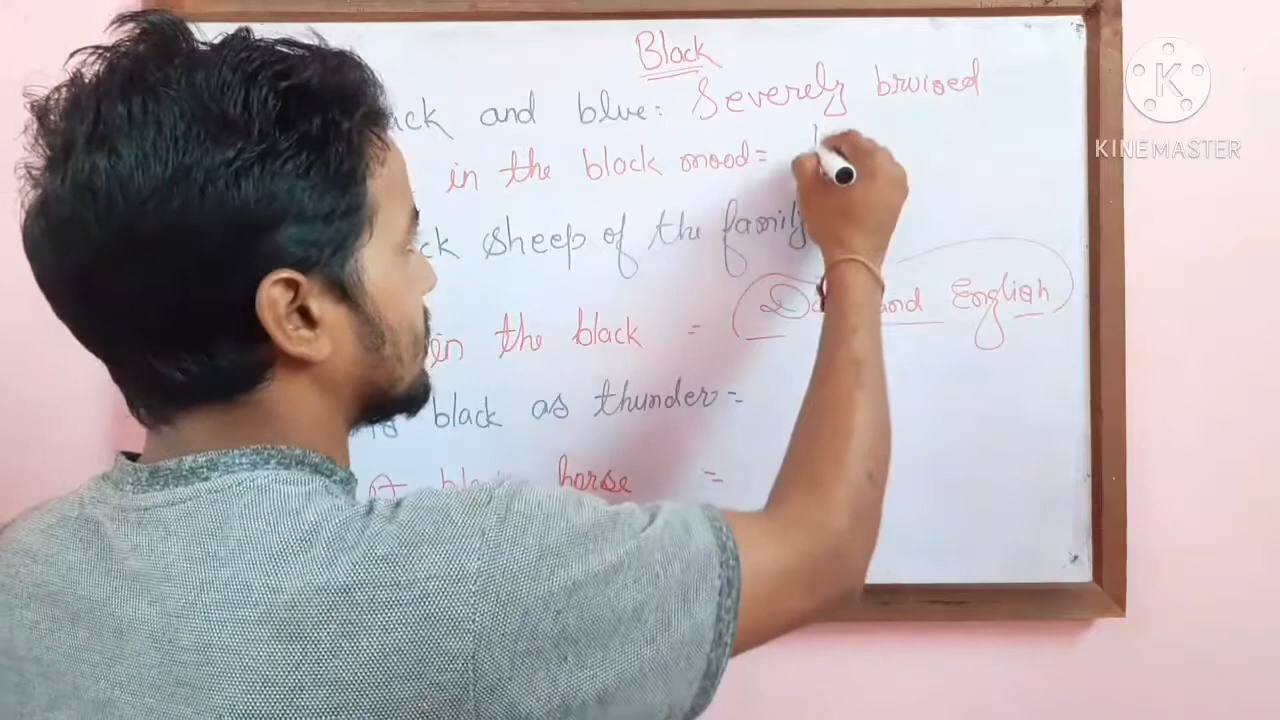 Black
ack and blue: Severely bruised
in the black mood=
ck sheep of the family
and English
in the black =
black as thunder=
A horse =
K
KINEMASTER